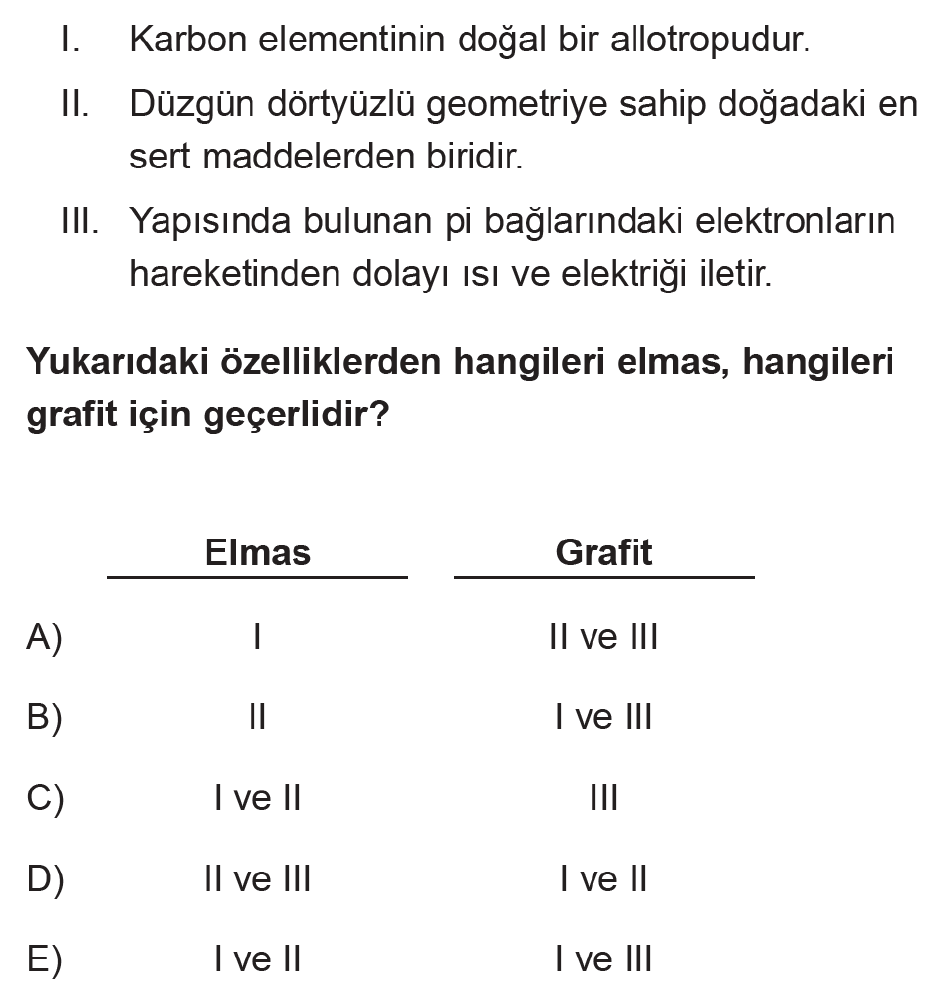 I. Karbon elementinin doğal bir allotropudur.
II. Düzgün dörtyüzlü geometriye sahip doğadaki en
sert maddelerden biridir.
III. Yapısında bulunan pi bağlarındaki elektronların
hareketinden dolayı ısı ve elektriği iletir.
Yukarıdaki özelliklerden hangileri elmas, hangileri
grafit için geçerlidir?
Elmas Grafit
A) I II ve III
B) II I ve III
C) I ve II III
D) II ve III I ve II
E) I ve II I ve III